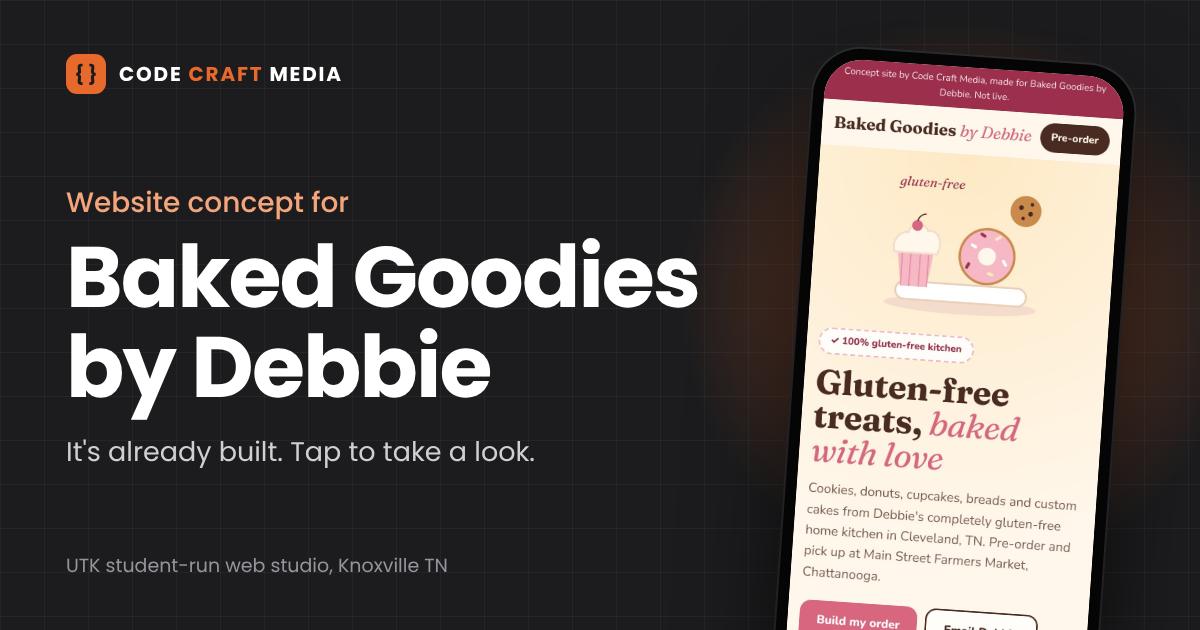 { } CODE CRAFT MEDIA
Website concept for
Baked Goodies
by Debbie
It's already built. Tap to take a look.
UTK student-run web studio, Knoxville TN
Concept site by Code Craft Media, made for Baked Goodies by
Debbie. Not live.
Baked Goodies by Debbie
Pre-order
gluten-free
✓ 100% gluten-free kitchen
Gluten-free
treats, baked
with love
Cookies, donuts, cupcakes, breads and custom
cakes from Debbie's completely gluten-free
home kitchen in Cleveland, TN. Pre-order and
pick up at Main Street Farmers Market,
Chattanooga.
Build my order